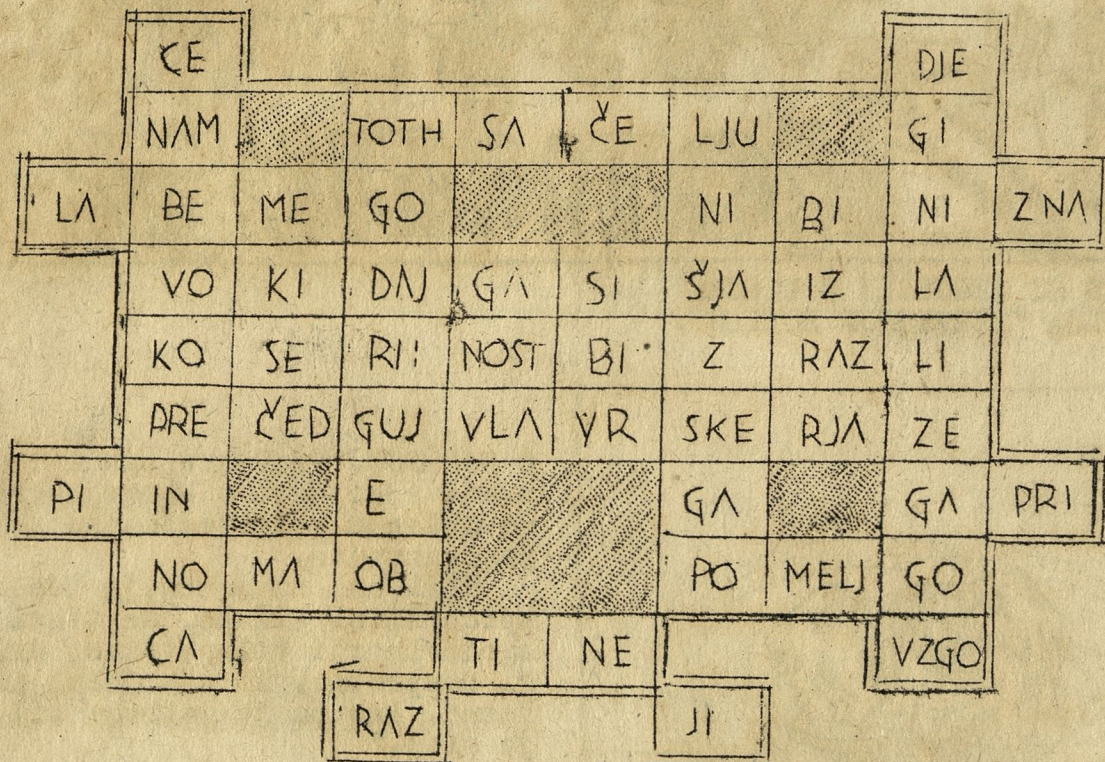 CE DJE
NAM TOTH SA ČE LJU GI
LA BE ME GO NI BI NI ZNA
VO KI DAJ GA SI ŠJA IZ LA
KO SE RI: NOST BI Z RAZ LI
PRE ČED GUJ VLA VR SKE RJA ZE
PI IN E GA GA PRI
NO MA OB PO MELJ GO
CA TI NE VZGO
RAZ JI